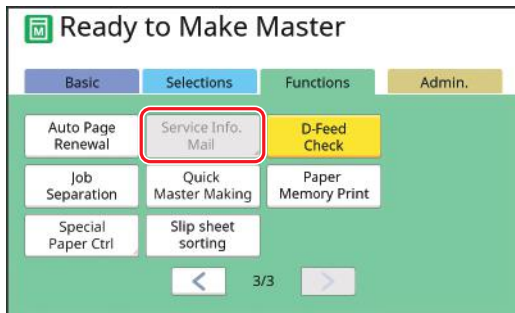 M Ready to Make Master
Basic Selections Functions Admin.
Auto Page
Renewal
Service Info.
Mail
D-Feed
Check
Job
Separation
Quick
Master Making
Paper
Memory Print
Special
Paper Ctrl
Slip sheet
sorting
< 3/3 >